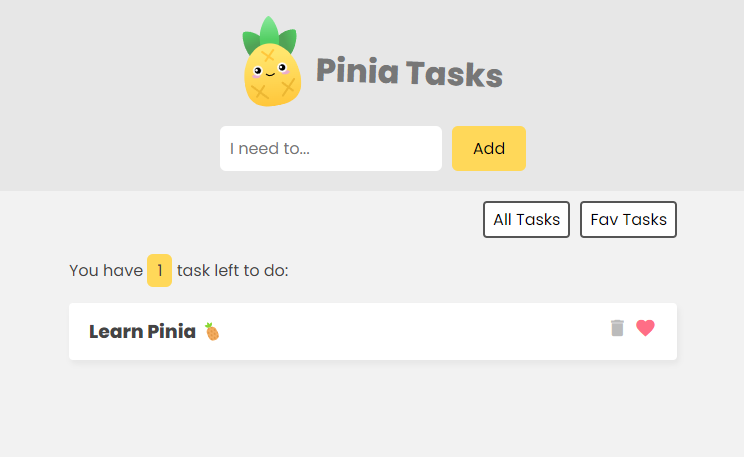 Pinia Tasks
I need to...
Add
All Tasks
Fav Tasks
You have 1 task left to do:
Learn Pinia 🍍